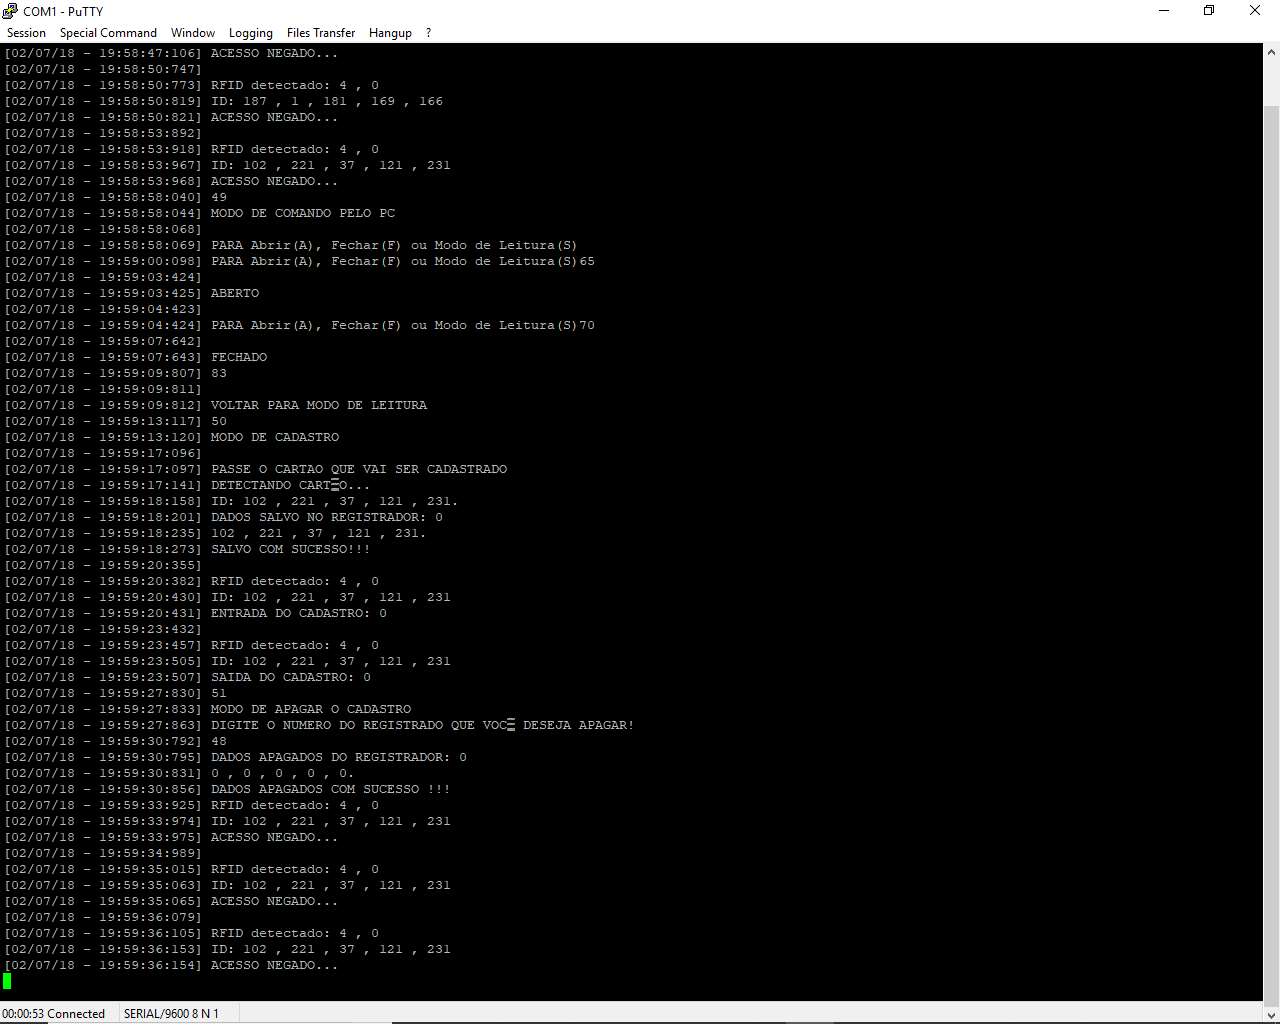 COM1 - PuTTY
Session Special Command Window Logging Files Transfer Hangup ?
[02/07/18 - 19:58:47:106] ACESSO NEGADO...
[02/07/18 - 19:58:50:747]
[02/07/18 - 19:58:50:773] RFID detectado: 4 , 0
[02/07/18 - 19:58:50:819] ID: 187 , 1 , 181 , 169 , 166
[02/07/18 - 19:58:50:821] ACESSO NEGADO...
[02/07/18 - 19:58:53:892]
[02/07/18 - 19:58:53:918] RFID detectado: 4 , 0
[02/07/18 - 19:58:53:967] ID: 102 , 221 , 37 , 121 , 231
[02/07/18 - 19:58:53:968] ACESSO NEGADO...
[02/07/18 - 19:58:58:040] 49
[02/07/18 - 19:58:58:044] MODO DE COMANDO PELO PC
[02/07/18 - 19:58:58:068]
[02/07/18 - 19:58:58:069] PARA Abrir(A), Fechar(F) ou Modo de Leitura(S)
[02/07/18 - 19:59:00:098] PARA Abrir(A), Fechar(F) ou Modo de Leitura(S)65
[02/07/18 - 19:59:03:424]
[02/07/18 - 19:59:03:425] ABERTO
[02/07/18 - 19:59:04:423]
[02/07/18 - 19:59:04:424] PARA Abrir(A), Fechar(F) ou Modo de Leitura(S)70
[02/07/18 - 19:59:07:642]
[02/07/18 - 19:59:07:643] FECHADO
[02/07/18 - 19:59:09:807] 83
[02/07/18 - 19:59:09:811]
[02/07/18 - 19:59:09:812] VOLTAR PARA MODO DE LEITURA
[02/07/18 - 19:59:13:117] 50
[02/07/18 - 19:59:13:120] MODO DE CADASTRO
[02/07/18 - 19:59:17:096]
[02/07/18 - 19:59:17:097] PASSE O CARTAO QUE VAI SER CADASTRADO
[02/07/18 - 19:59:17:141] DETECTANDO
[02/07/18 - 19:59:18:158] ID: 102 , 221 , 37 , 121 , 231.
[02/07/18 - 19:59:18:201] DADOS SALVO NO REGISTRADOR: 0
[02/07/18 - 19:59:18:235] 102 , 221 , 37 , 121 , 231.
[02/07/18 - 19:59:18:273] SALVO COM SUCESSO!!!
[02/07/18 - 19:59:20:355]
[02/07/18 - 19:59:20:382] RFID detectado: 4 , 0
[02/07/18 - 19:59:20:430] ID: 102 , 221 , 37 , 121 , 231
[02/07/18 - 19:59:20:431] ENTRADA DO CADASTRO: 0
[02/07/18 - 19:59:23:432]
[02/07/18 - 19:59:23:457] RFID detectado: 4 , 0
[02/07/18 - 19:59:23:505] ID: 102 , 221 , 37 , 121 , 231
[02/07/18 - 19:59:23:507] SAIDA DO CADASTRO: 0
[02/07/18 - 19:59:27:830] 51
[02/07/18 - 19:59:27:833] MODO DE APAGAR O CADASTRO
[02/07/18 - 19:59:27:863] DIGITE O NUMERO DO REGISTRADO QUE DESEJA APAGAR!
[02/07/18 - 19:59:30:792] 48
[02/07/18 - 19:59:30:795] DADOS APAGADOS DO REGISTRADOR: 0
[02/07/18 - 19:59:30:831] 0 , 0 , 0 , 0 , 0.
[02/07/18 - 19:59:30:856] DADOS APAGADOS COM SUCESSO !!!
[02/07/18 - 19:59:33:925] RFID detectado: 4 , 0
[02/07/18 - 19:59:33:974] ID: 102 , 221 , 37 , 121 , 231
[02/07/18 - 19:59:33:975] ACESSO NEGADO...
[02/07/18 - 19:59:34:989]
[02/07/18 - 19:59:35:015] RFID detectado: 4 , 0
[02/07/18 - 19:59:35:063] ID: 102 , 221 , 37 , 121 , 231
[02/07/18 - 19:59:35:065] ACESSO NEGADO...
[02/07/18 - 19:59:36:079]
[02/07/18 - 19:59:36:105] RFID detectado: 4 , 0
[02/07/18 - 19:59:36:153] ID: 102 , 221 , 37 , 121 , 231
[02/07/18 - 19:59:36:154] ACESSO NEGADO...
00:00:53 Connected SERIAL/9600 8 N 1